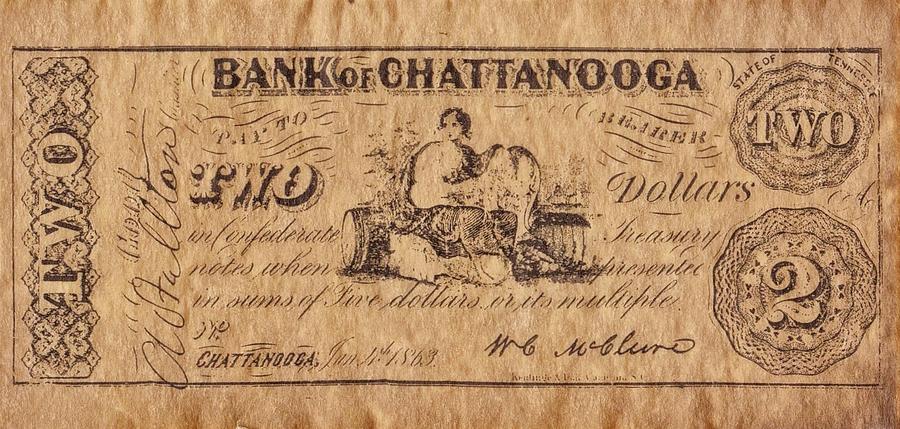 BANK OF CHATTANOOGA
STATE OF TENNESSEE
PAY TO BEARER
TWO
TWO
TWO Dollars
in Confederate Treasury
notes when presented
in sums of Five dollars or its multiple
2
No
CHATTANOOGA, Jan 4th 1863
W C McClure